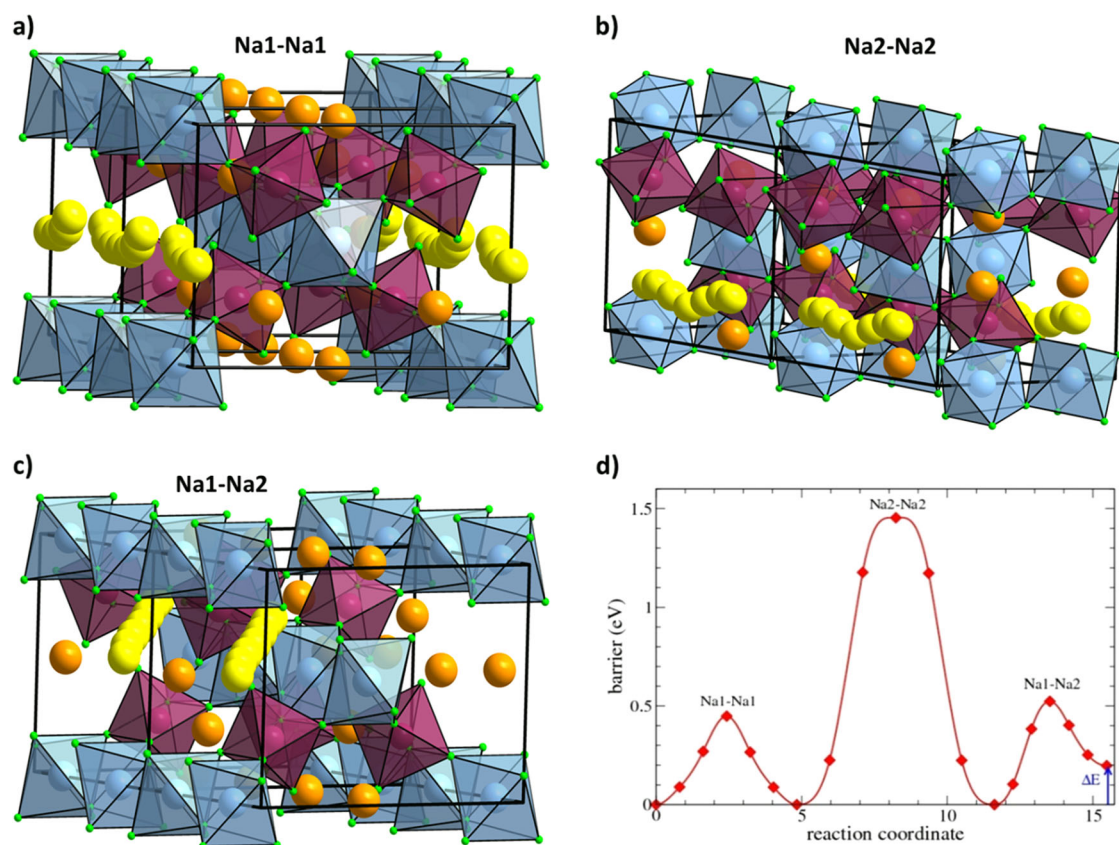 a)
Na1-Na1
b)
Na2-Na2
c)
Na1-Na2
d)
barrier (eV)
1.5
1
0.5
0
Na2-Na2
Na1-Na1
Na1-Na2
ΔE
0 5 10 15
reaction coordinate